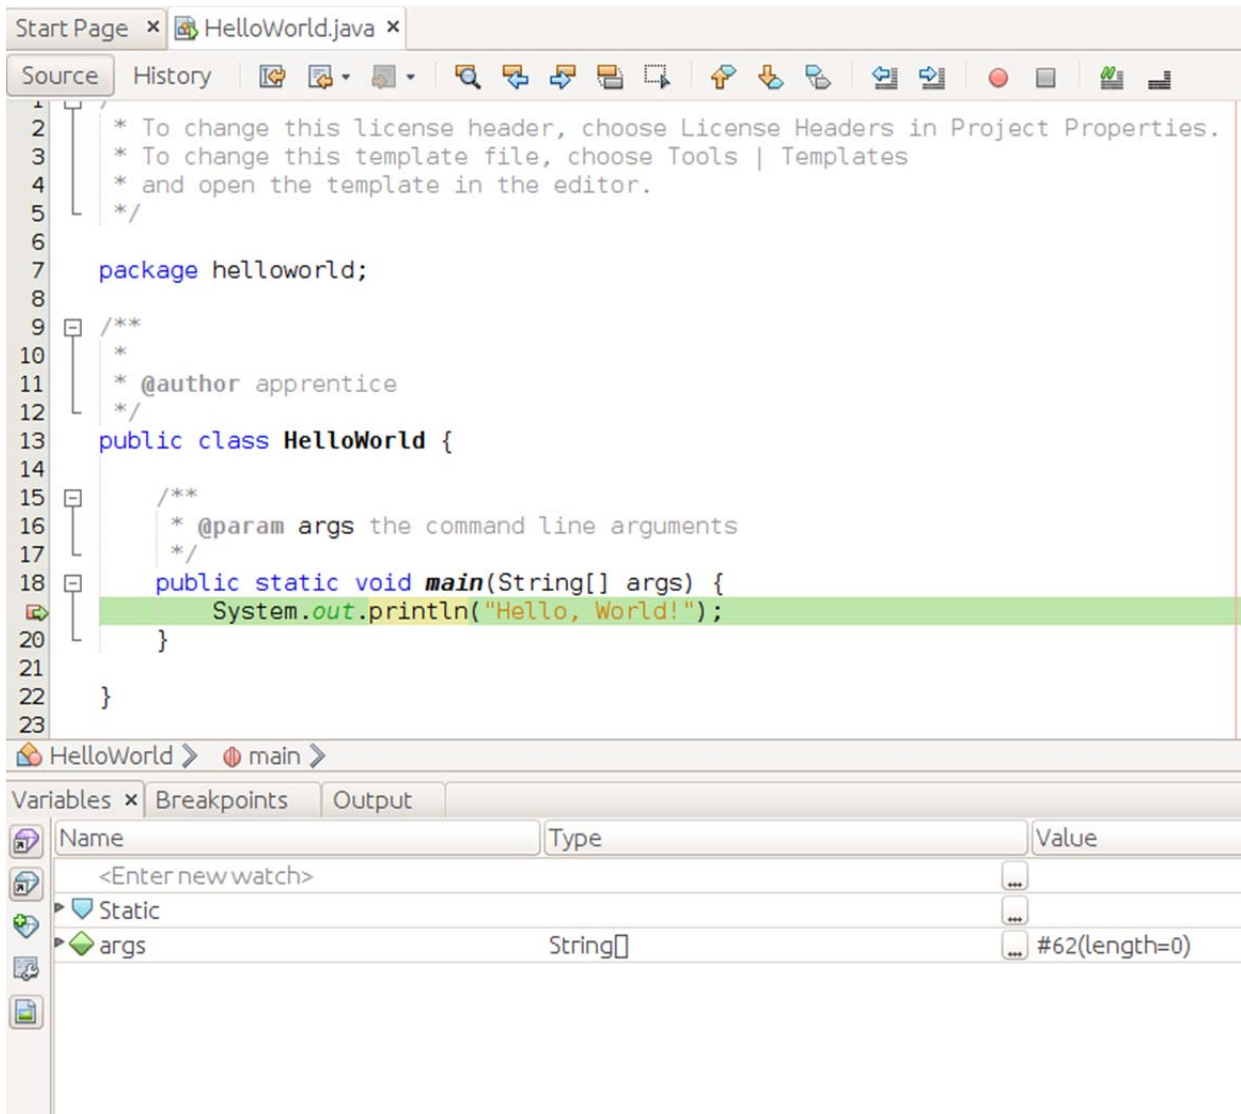 Start Page × HelloWorld.java ×
Source History
1 /*
2 * To change this license header, choose License Headers in Project Properties.
3 * To change this template file, choose Tools | Templates
4 * and open the template in the editor.
5 */
6
7 package helloworld;
8
9 /**
10 *
11 * @author apprentice
12 */
13 public class HelloWorld {
14
15 /**
16 * @param args the command line arguments
17 */
18 public static void main(String[] args) {
System.out.println("Hello, World!");
20 }
21
22 }
23
HelloWorld > main >
Variables × Breakpoints Output
Name Type Value
<Enter new watch> ...
Static ...
args String[] ... #62(length=0)